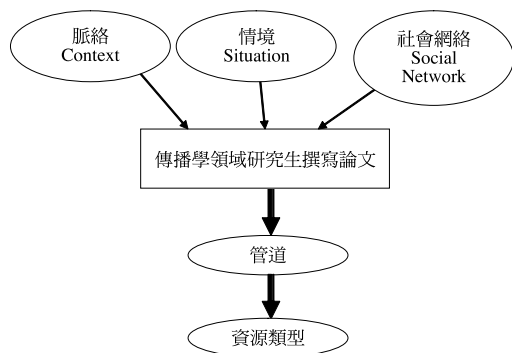 脈絡
Context
情境
Situation
社會網絡
Social
Network
傳播學領域研究生撰寫論文
管道
資源類型